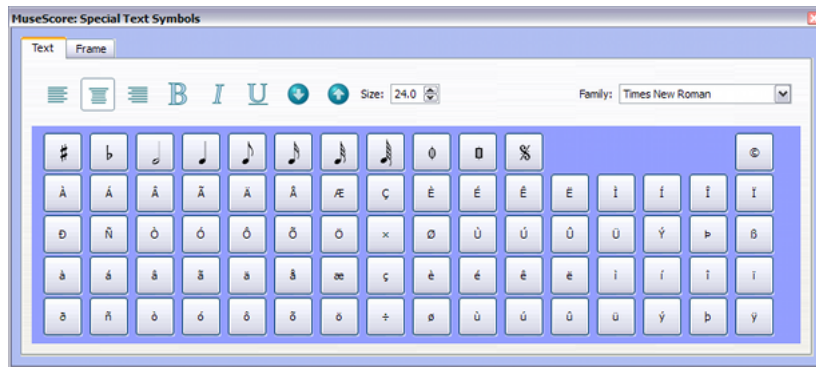 MuseScore: Special Text Symbols
Text Frame
B I U Size: 24.0 Family: Times New Roman
♯ ♭ ©
À Á Â Ã Ä Å Æ Ç È É Ê Ë Ì Í Î Ï
Ð Ñ Ò Ó Ô Õ Ö × Ø Ù Ú Û Ü Ý Þ ß
à á â ã ä å æ ç è é ê ë ì í î ï
ð ñ ò ó ô õ ö ÷ ø ù ú û ü ý þ ÿ